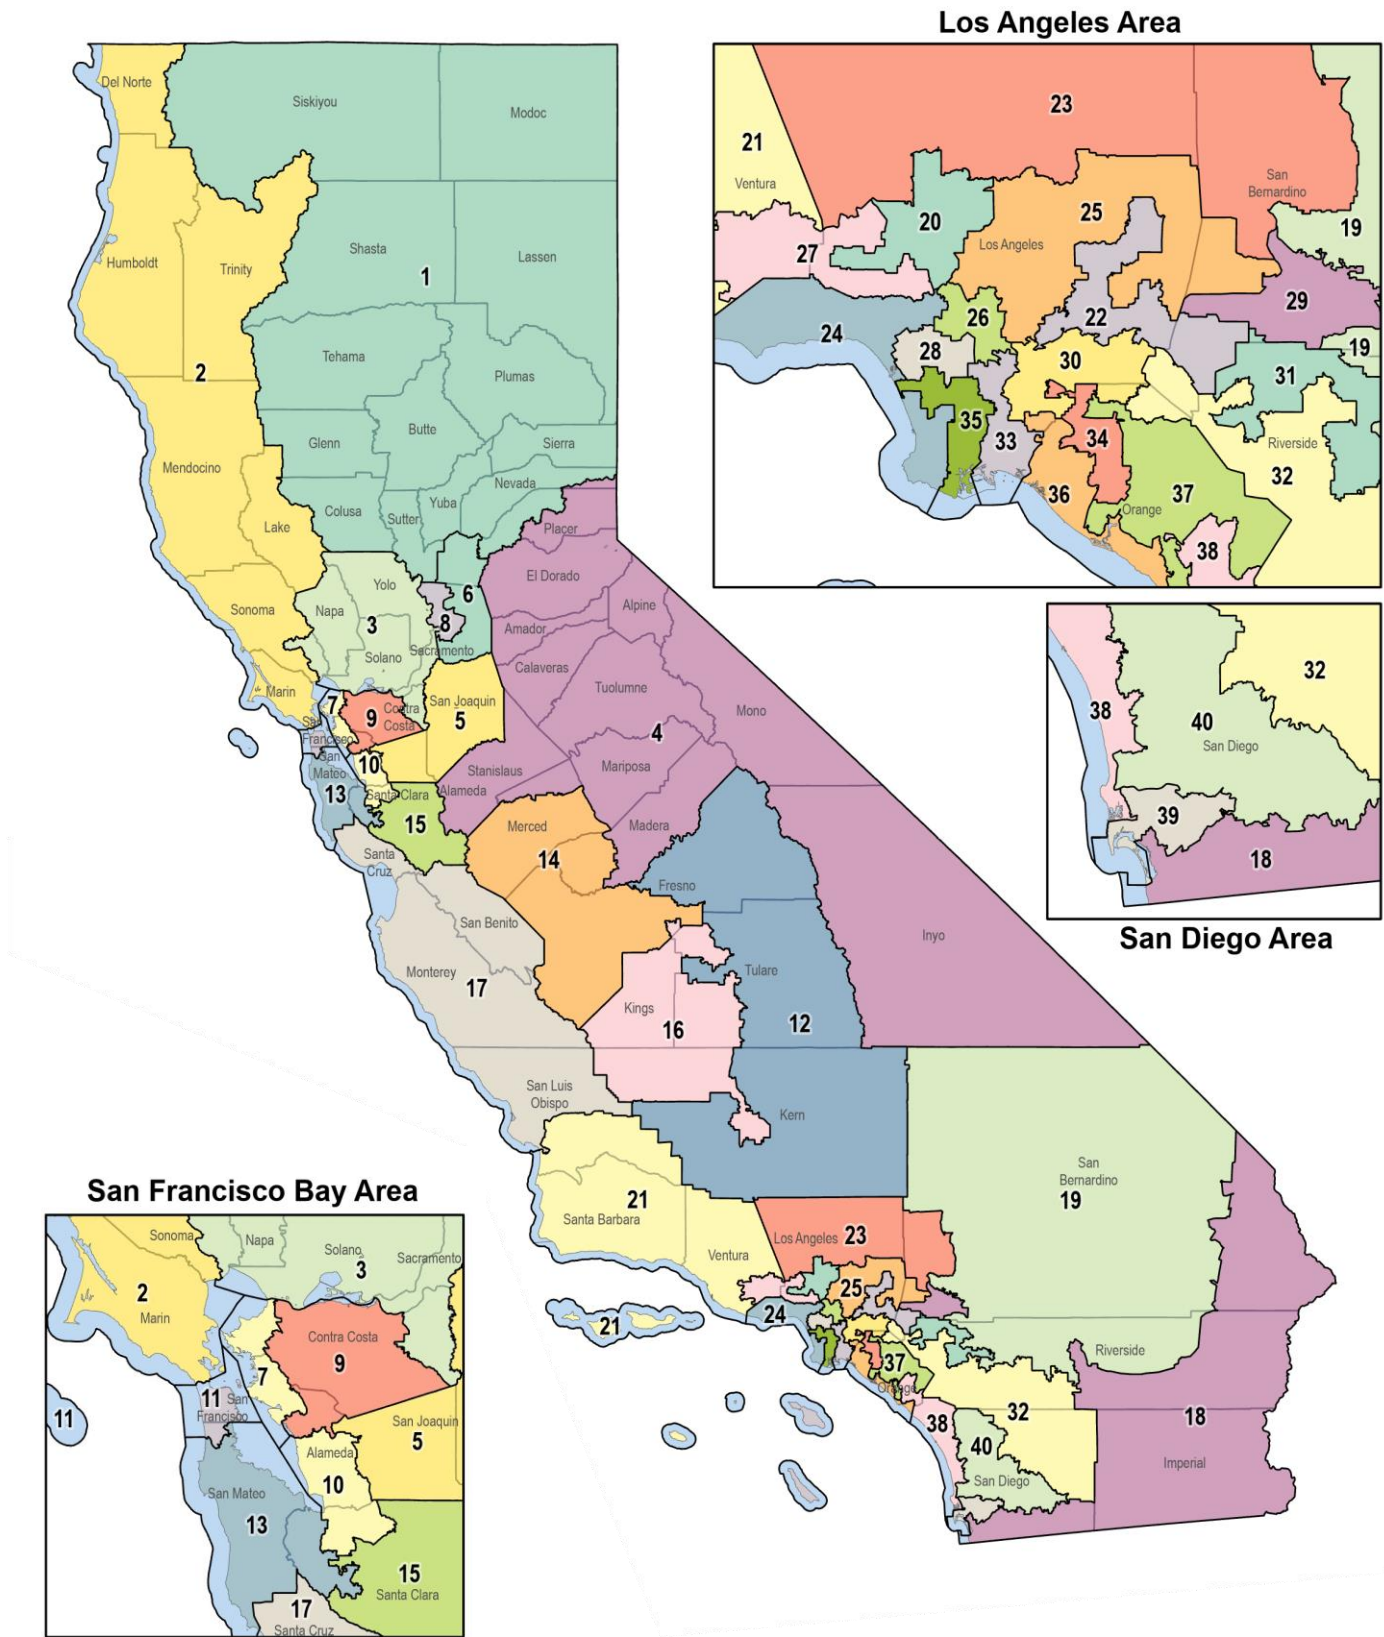 Los Angeles Area
23
21
Ventura
San
Bernardino
25
20
19
Los Angeles
27
29
22
26
24
28
19
30
31
35
34
33
Riverside
32
36
37
Orange
38
32
38
40
San Diego
39
18
San Diego Area
Del Norte
Siskiyou
Modoc
Humboldt
Trinity
Shasta
Lassen
1
2
Tehama
Plumas
Butte
Glenn
Sierra
Mendocino
Nevada
Colusa
Yuba
Sutter
Lake
Placer
Yolo
El Dorado
6
Sonoma
Napa
3
8
Alpine
Amador
Sacramento
Solano
Calaveras
Tuolumne
Marin
San Joaquin
7
Contra
Costa
9
5
Mono
San
Francisco
4
San
Mateo
10
Stanislaus
Mariposa
13
Santa Clara
Alameda
15
Merced
Madera
Santa
Cruz
14
Fresno
San Benito
Inyo
Monterey
17
Tulare
Kings
16
12
San Luis
Obispo
Kern
San
Bernardino
19
21
Santa Barbara
Ventura
Los Angeles
23
25
24
21
Riverside
37
Orange
32
18
38
40
Imperial
San Diego
San Francisco Bay Area
Sonoma
Napa
Solano
3
Sacramento
2
Marin
Contra Costa
9
7
11
San
Francisco
11
San Joaquin
5
Alameda
10
San Mateo
13
15
Santa Clara
17
Santa Cruz